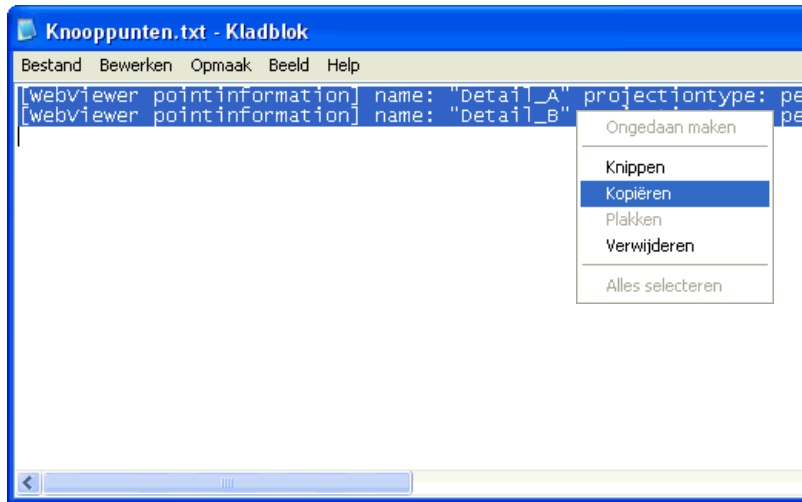 Knooppunten.txt - Kladblok
Bestand Bewerken Opmaak Beeld Help
[WebViewer pointinformation] name: "Detail_A" projectiontype: pe
[WebViewer pointinformation] name: "Detail_B" pe
Ongedaan maken
Knippen
Kopiëren
Plakken
Verwijderen
Alles selecteren